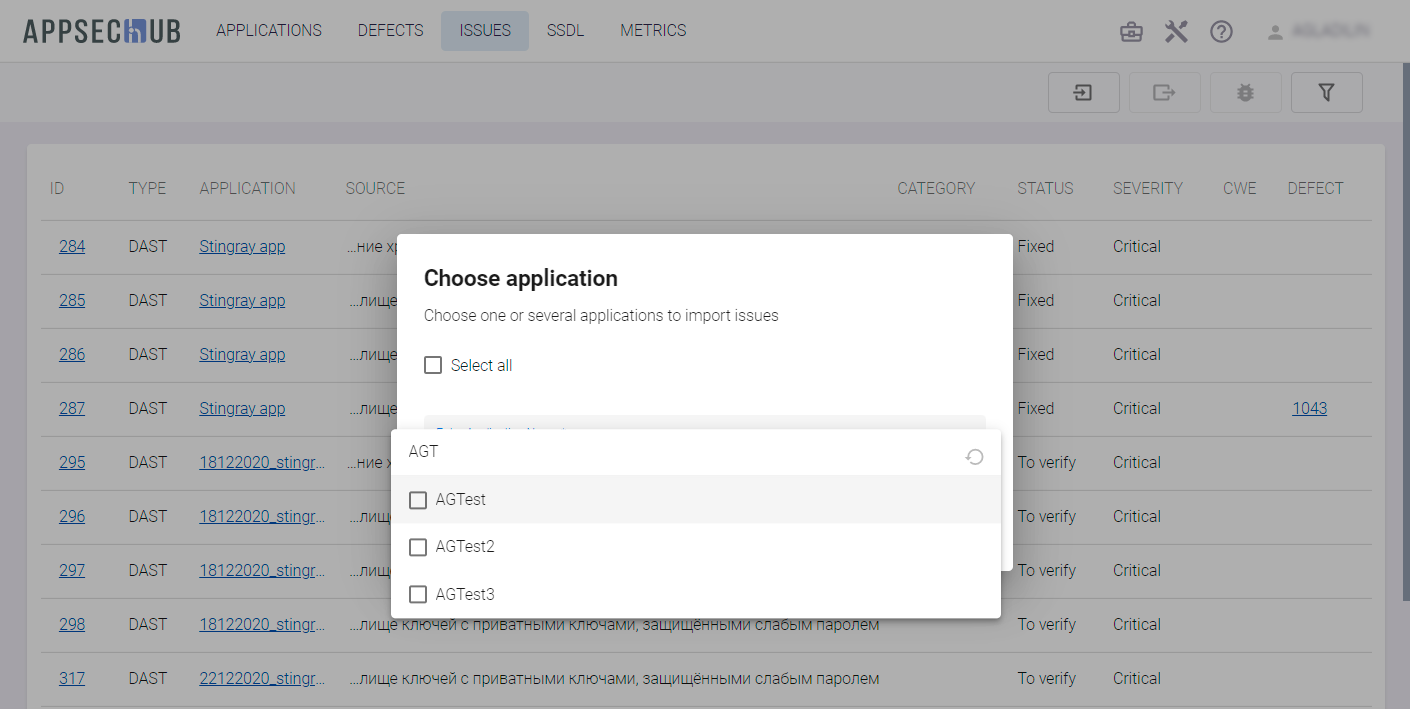 APPSECHUB APPLICATIONS DEFECTS ISSUES SSDL METRICS
ID TYPE APPLICATION SOURCE CATEGORY STATUS SEVERITY CWE DEFECT
284 DAST Stingray app ...ние Fixed Critical
Choose application
285 DAST Stingray app ...лище Fixed Critical
Choose one or several applications to import issues
286 DAST Stingray app ...лище Fixed Critical
Select all
287 DAST Stingray app ...лище Fixed Critical 1043
AGT
295 DAST 18122020_stingr... ...ние To verify Critical
AGTest
296 DAST 18122020_stingr... To verify Critical
AGTest2
297 DAST 18122020_stingr... To verify Critical
AGTest3
298 DAST 18122020_stingr... ...лище ключей с приватными ключами, защищёнными слабым паролем To verify Critical
317 DAST 22122020_stingr... ...лище ключей с приватными ключами, защищёнными слабым паролем To verify Critical